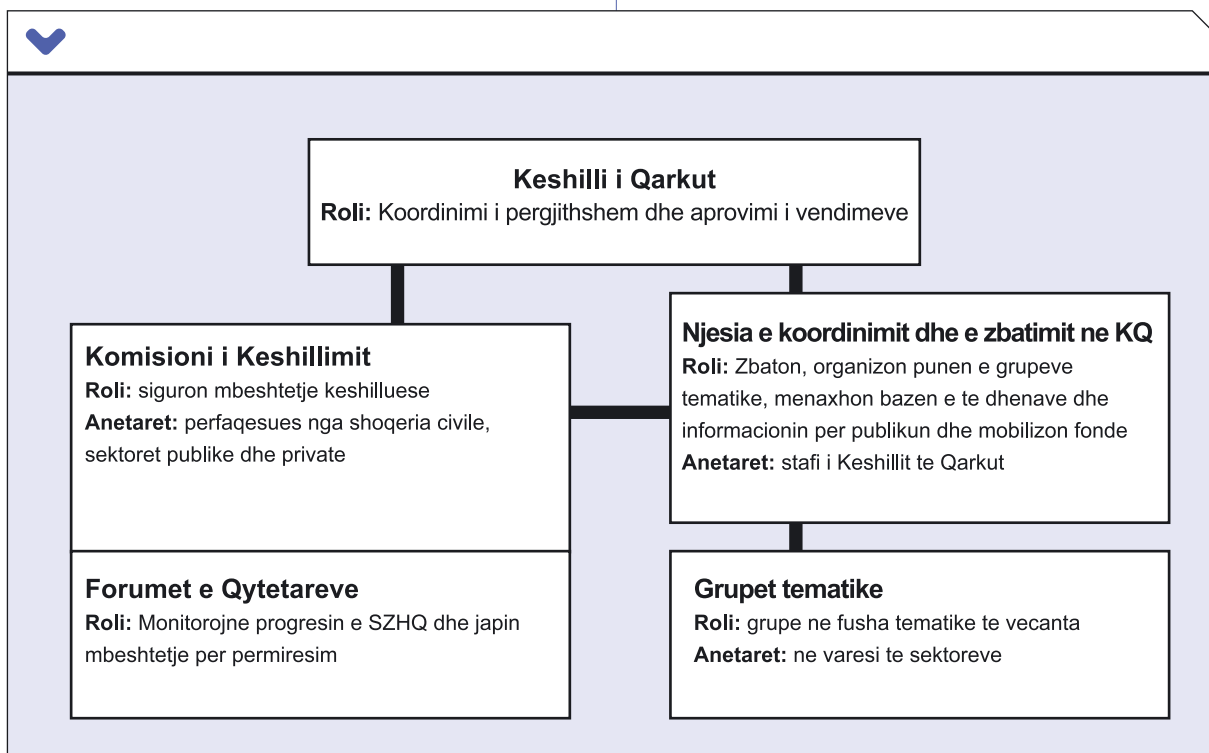 Keshilli i Qarkut
Roli: Koordinimi i pergjithshem dhe aprovimi i vendimeve
Komisioni i Keshillimit
Roli: siguron mbeshtetje keshilluese
Anetaret: perfaqesues nga shoqeria civile,
sektoret publike dhe private
Njesia e koordinimit dhe e zbatimit ne KQ
Roli: Zbaton, organizon punen e grupeve
tematike, menaxhon bazen e te dhenave dhe
informacionin per publikun dhe mobilizon fonde
Anetaret: stafi i Keshillit te Qarkut
Forumet e Qytetareve
Roli: Monitorojne progresin e SZHQ dhe japin
mbeshtetje per permiresim
Grupet tematike
Roli: grupe ne fusha tematike te vecanta
Anetaret: ne varesi te sektoreve